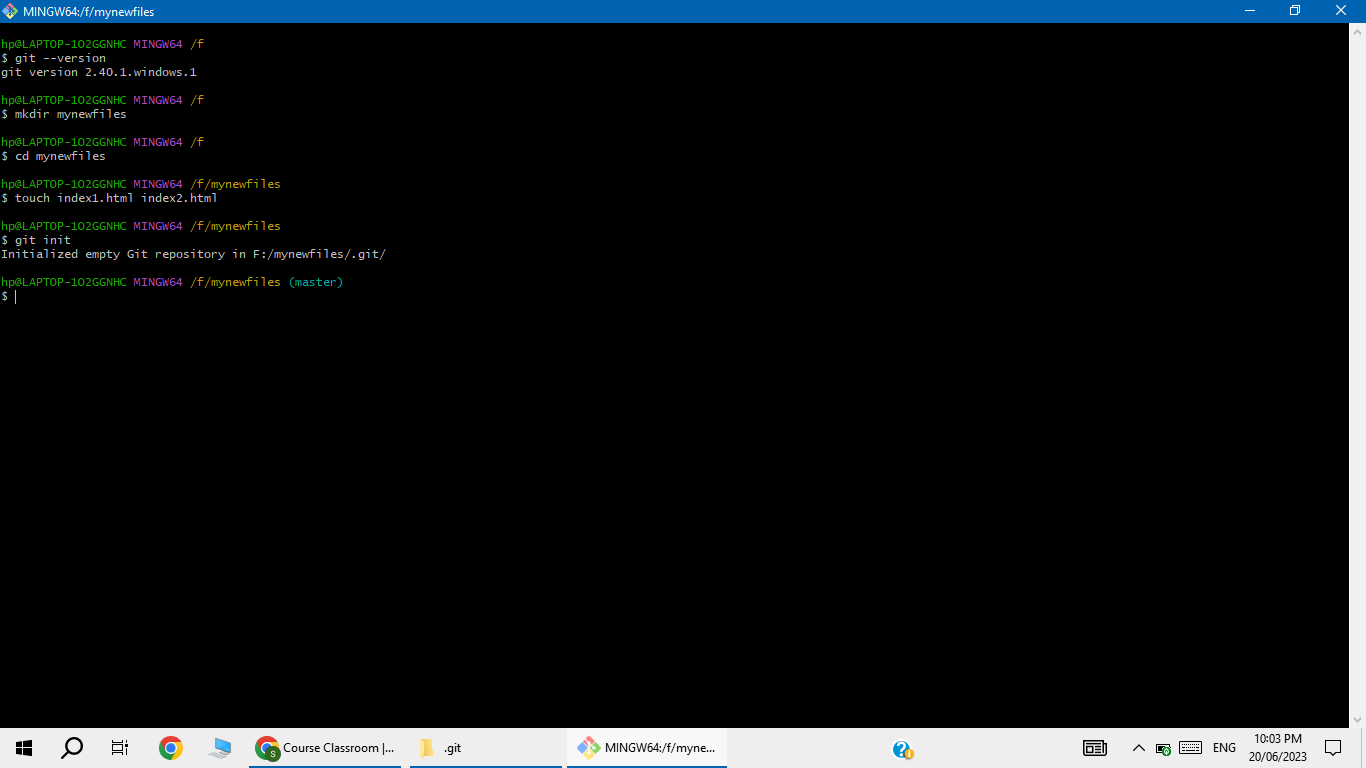 MINGW64:/f/mynewfiles
hp@LAPTOP-1O2GGNHC MINGW64 /f
$ git --version
git version 2.40.1.windows.1
hp@LAPTOP-1O2GGNHC MINGW64 /f
$ mkdir mynewfiles
hp@LAPTOP-1O2GGNHC MINGW64 /f
$ cd mynewfiles
hp@LAPTOP-1O2GGNHC MINGW64 /f/mynewfiles
$ touch index1.html index2.html
hp@LAPTOP-1O2GGNHC MINGW64 /f/mynewfiles
$ git init
Initialized empty Git repository in F:/mynewfiles/.git/
hp@LAPTOP-1O2GGNHC MINGW64 /f/mynewfiles (master)
$
S
Course Classroom |...
.git
MINGW64:/f/myne...
ENG
10:03 PM
20/06/2023